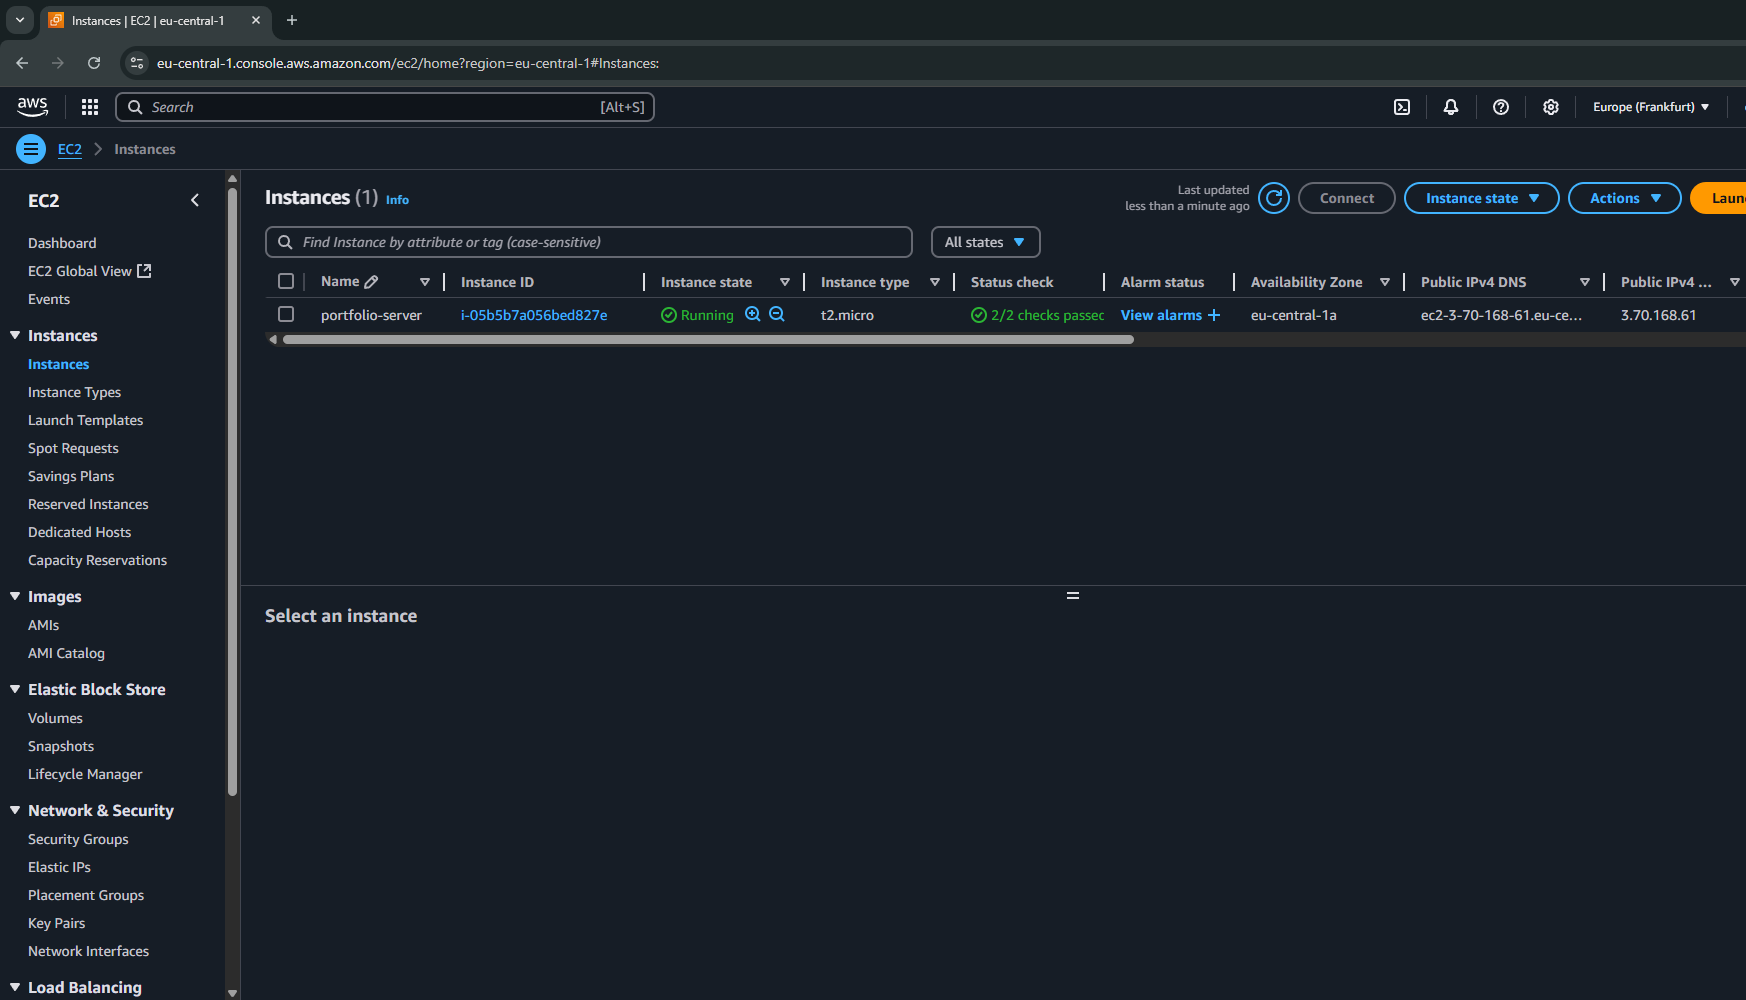 Instances | EC2 | eu-central-1
eu-central-1.console.aws.amazon.com/ec2/home?region=eu-central-1#Instances:
aws
Search
[Alt+S]
Europe (Frankfurt)
EC2
Instances
EC2
Dashboard
EC2 Global View
Events
Instances
Instances
Instance Types
Launch Templates
Spot Requests
Savings Plans
Reserved Instances
Dedicated Hosts
Capacity Reservations
Images
AMIs
AMI Catalog
Elastic Block Store
Volumes
Snapshots
Lifecycle Manager
Network & Security
Security Groups
Elastic IPs
Placement Groups
Key Pairs
Network Interfaces
Load Balancing
Instances (1) Info
Last updated
less than a minute ago
Connect
Instance state
Actions
Laun
Find Instance by attribute or tag (case-sensitive)
All states
Name Instance ID Instance state Instance type Status check Alarm status Availability Zone Public IPv4 DNS Public IPv4 ...
portfolio-server i-05b5b7a056bed827e Running t2.micro 2/2 checks passed View alarms + eu-central-1a ec2-3-70-168-61.eu-ce... 3.70.168.61
Select an instance